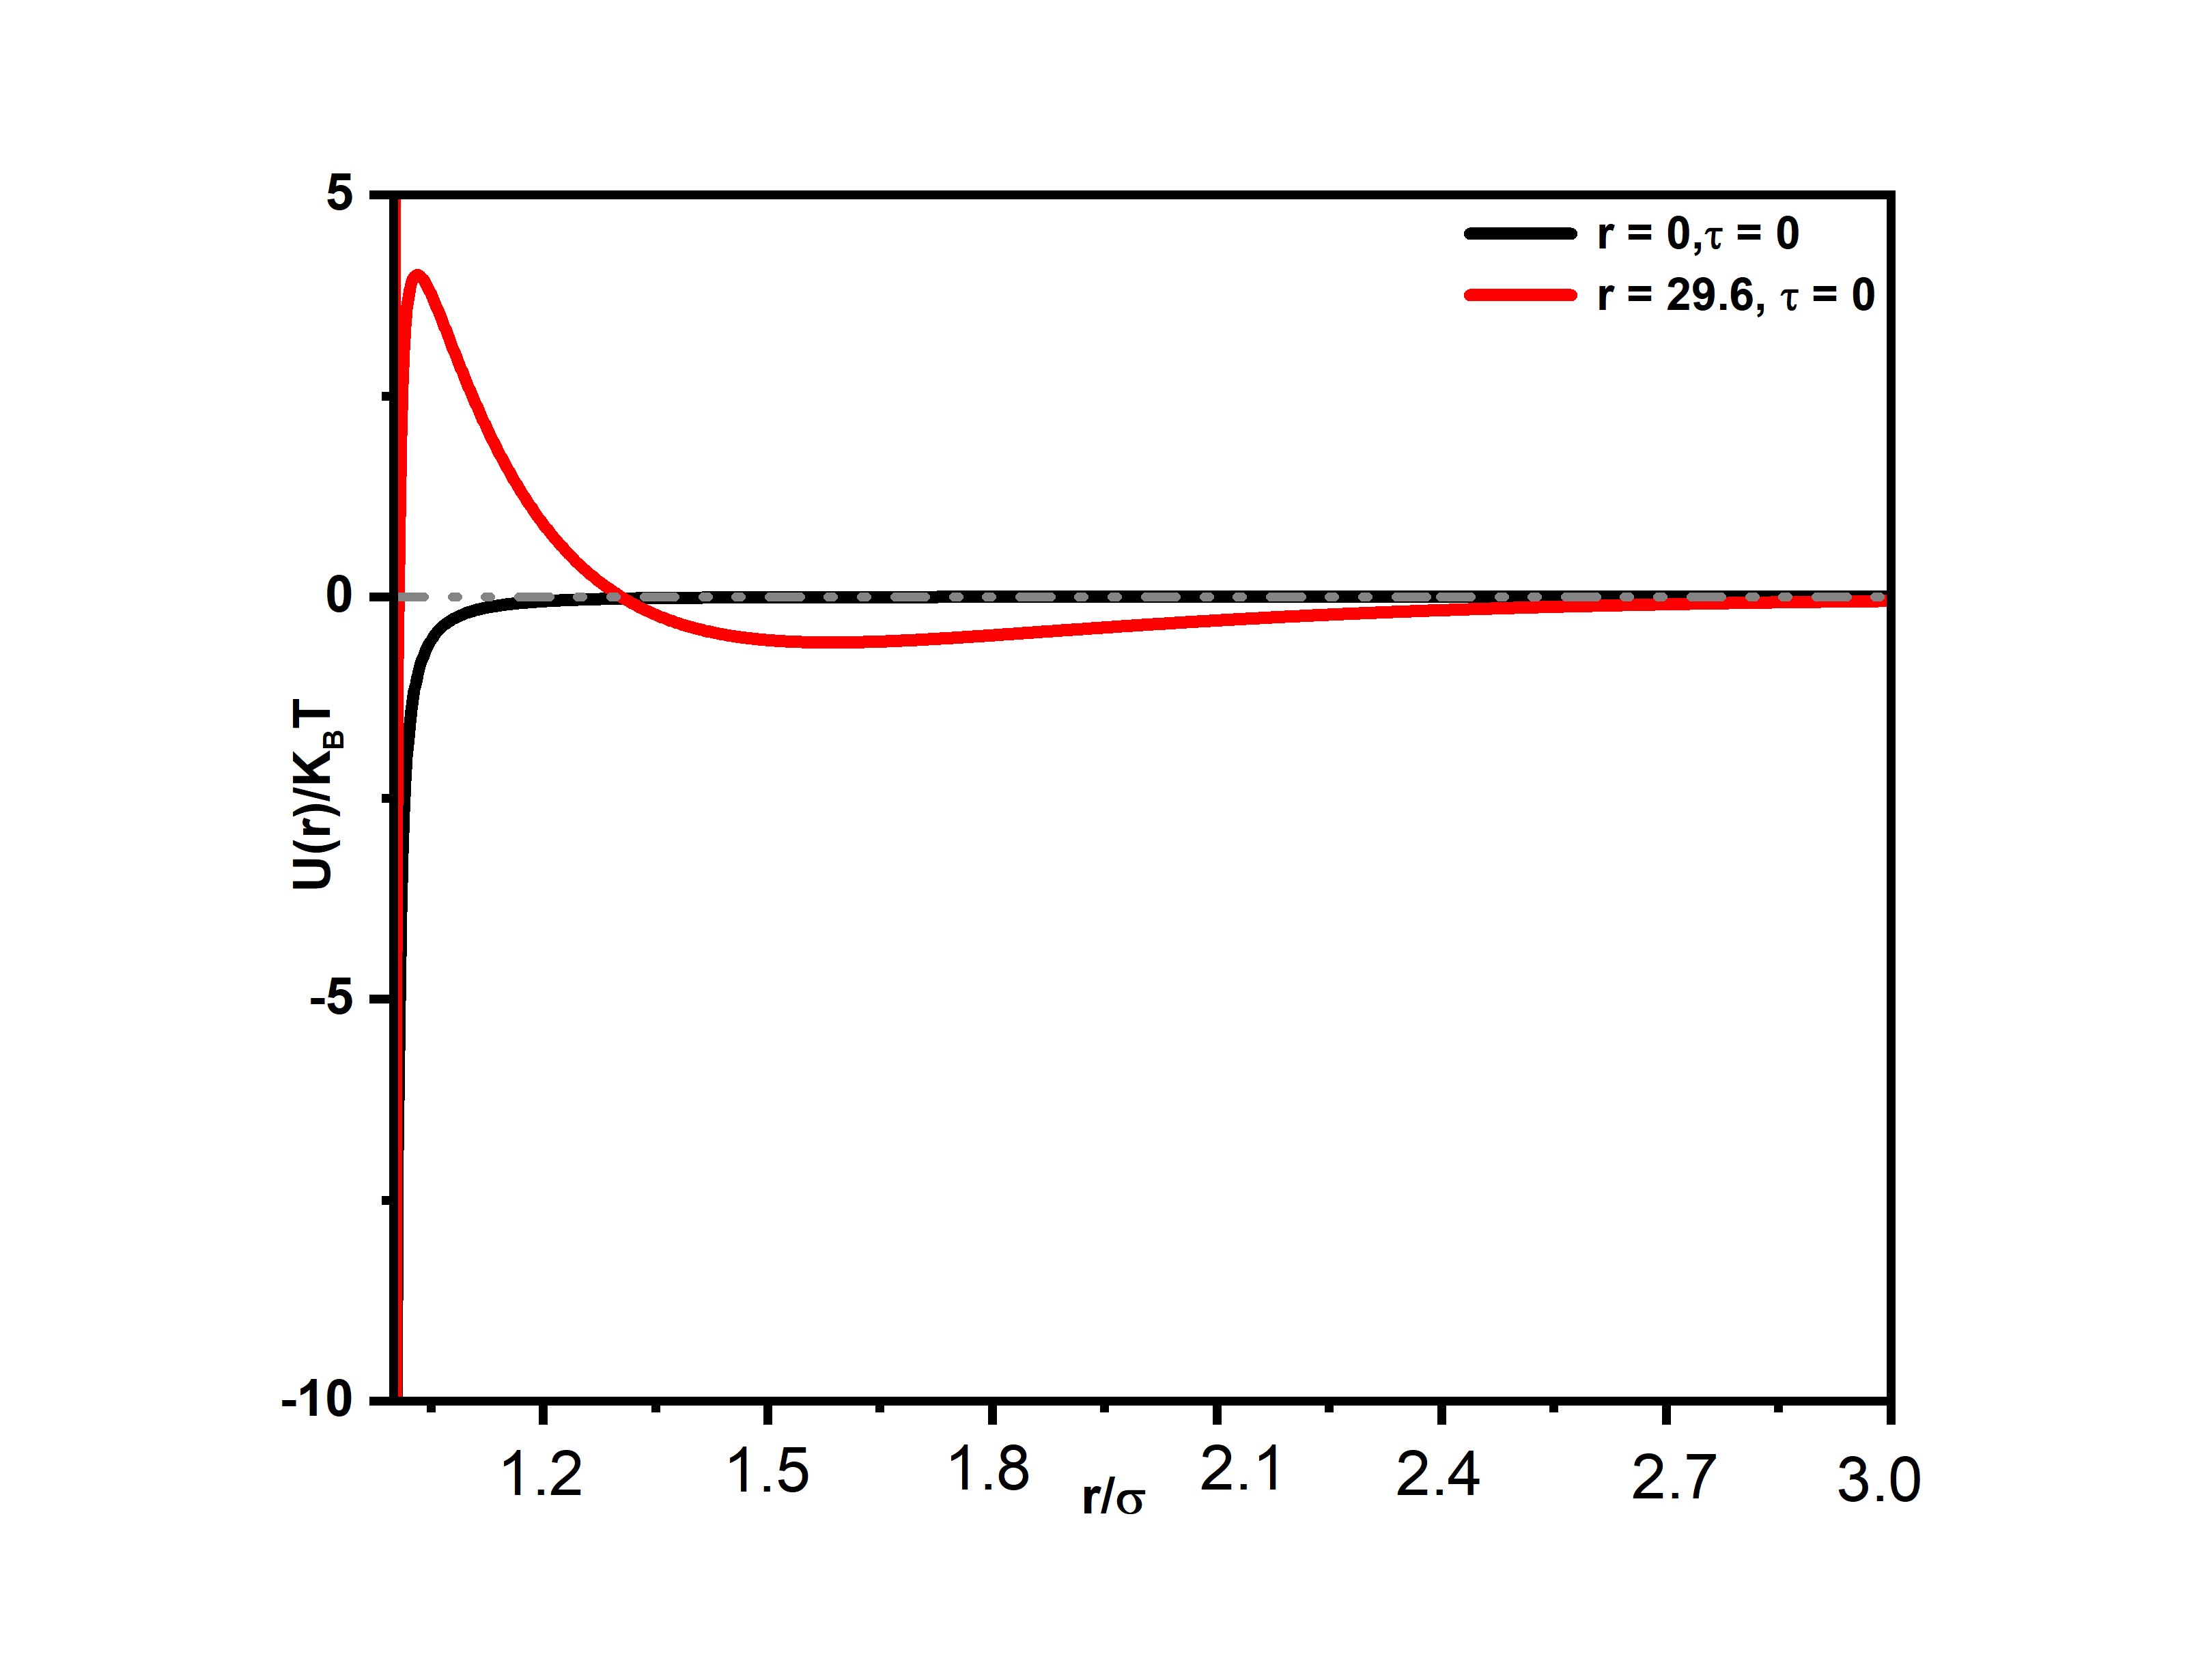 5
r = 0,τ = 0
r = 29.6, τ = 0
0
U(r)/KBT
-5
-10
1.2 1.5 1.8 2.1 2.4 2.7 3.0
r/σ